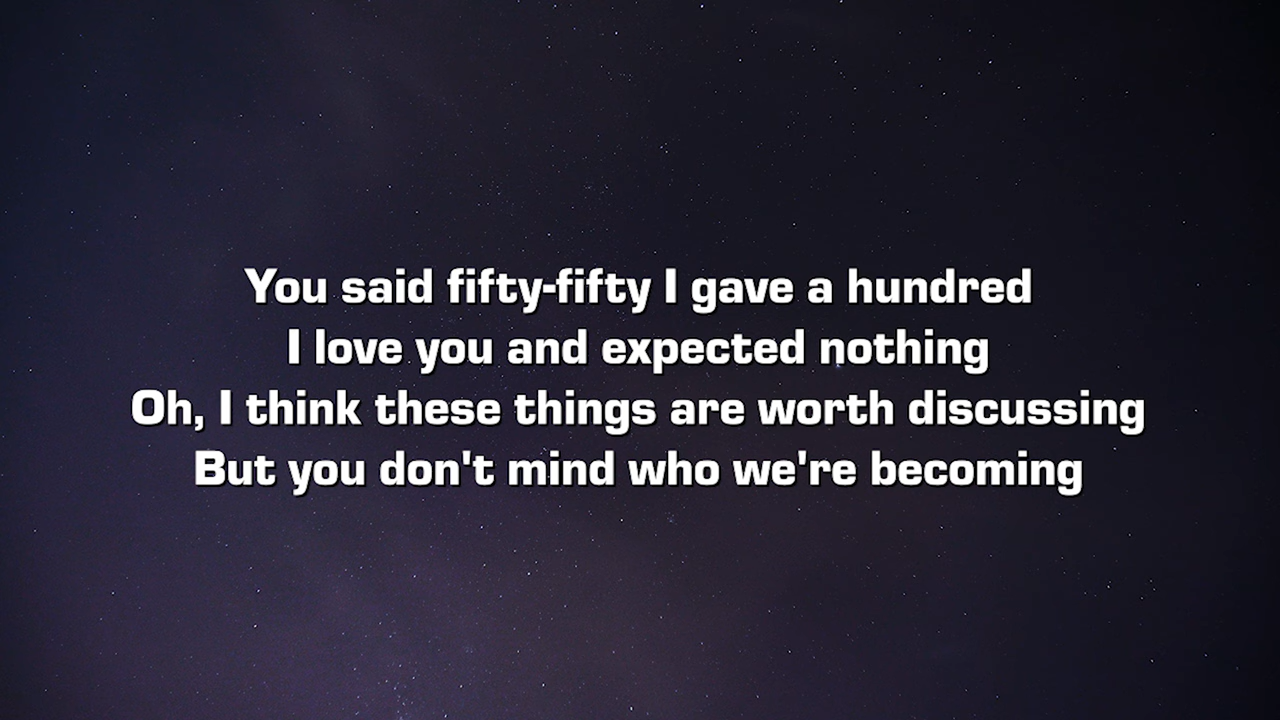 You said fifty-fifty I gave a hundred
I love you and expected nothing
Oh, I think these things are worth discussing
But you don't mind who we're becoming